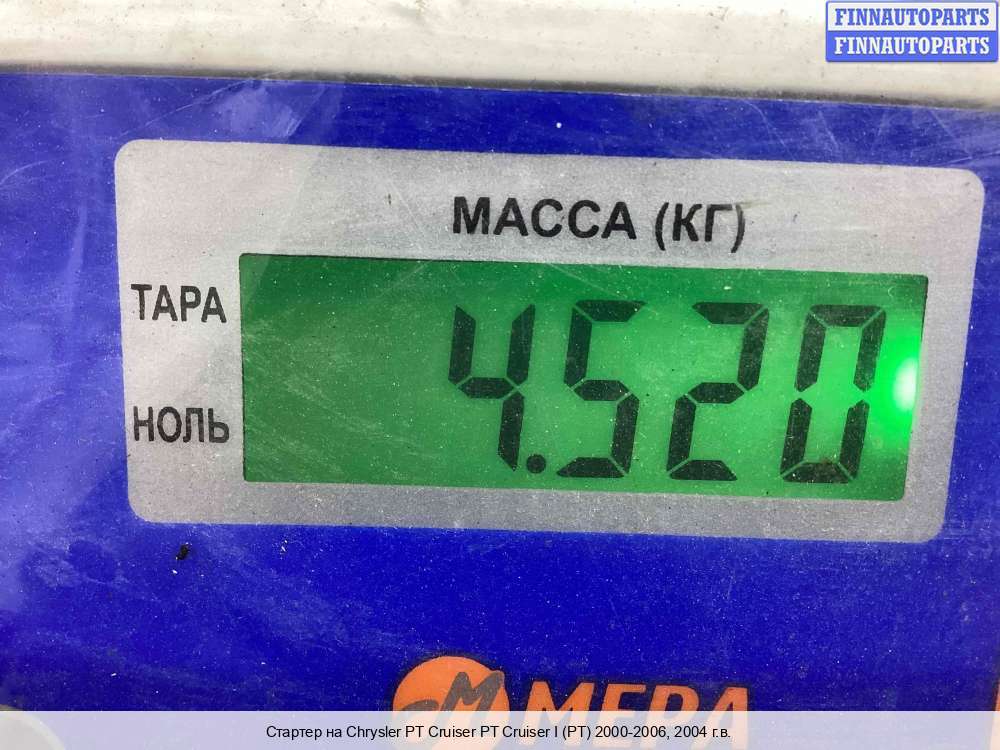 FINNAUTOPARTS
FINNAUTOPARTS
МАССА (КГ)
ТАРА
4.520
НОЛЬ
МЕРА
Стартер на Chrysler PT Cruiser PT Cruiser I (PT) 2000-2006, 2004 г.в.